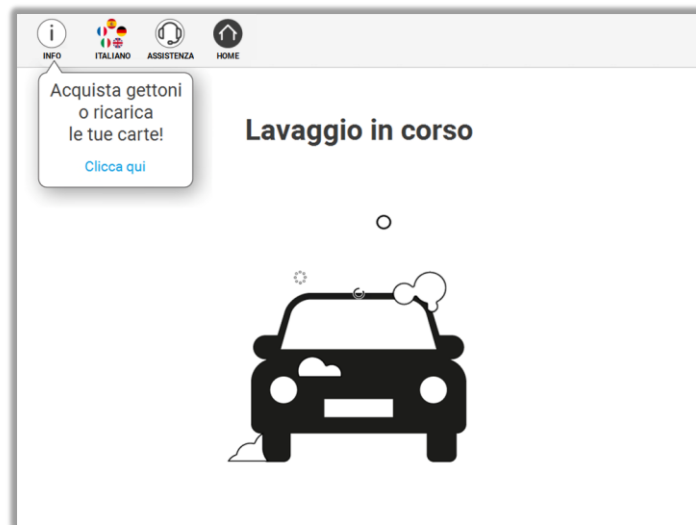 INFO
ITALIANO
ASSISTENZA
HOME
Acquista gettoni
o ricarica
le tue carte!
Clicca qui
Lavaggio in corso